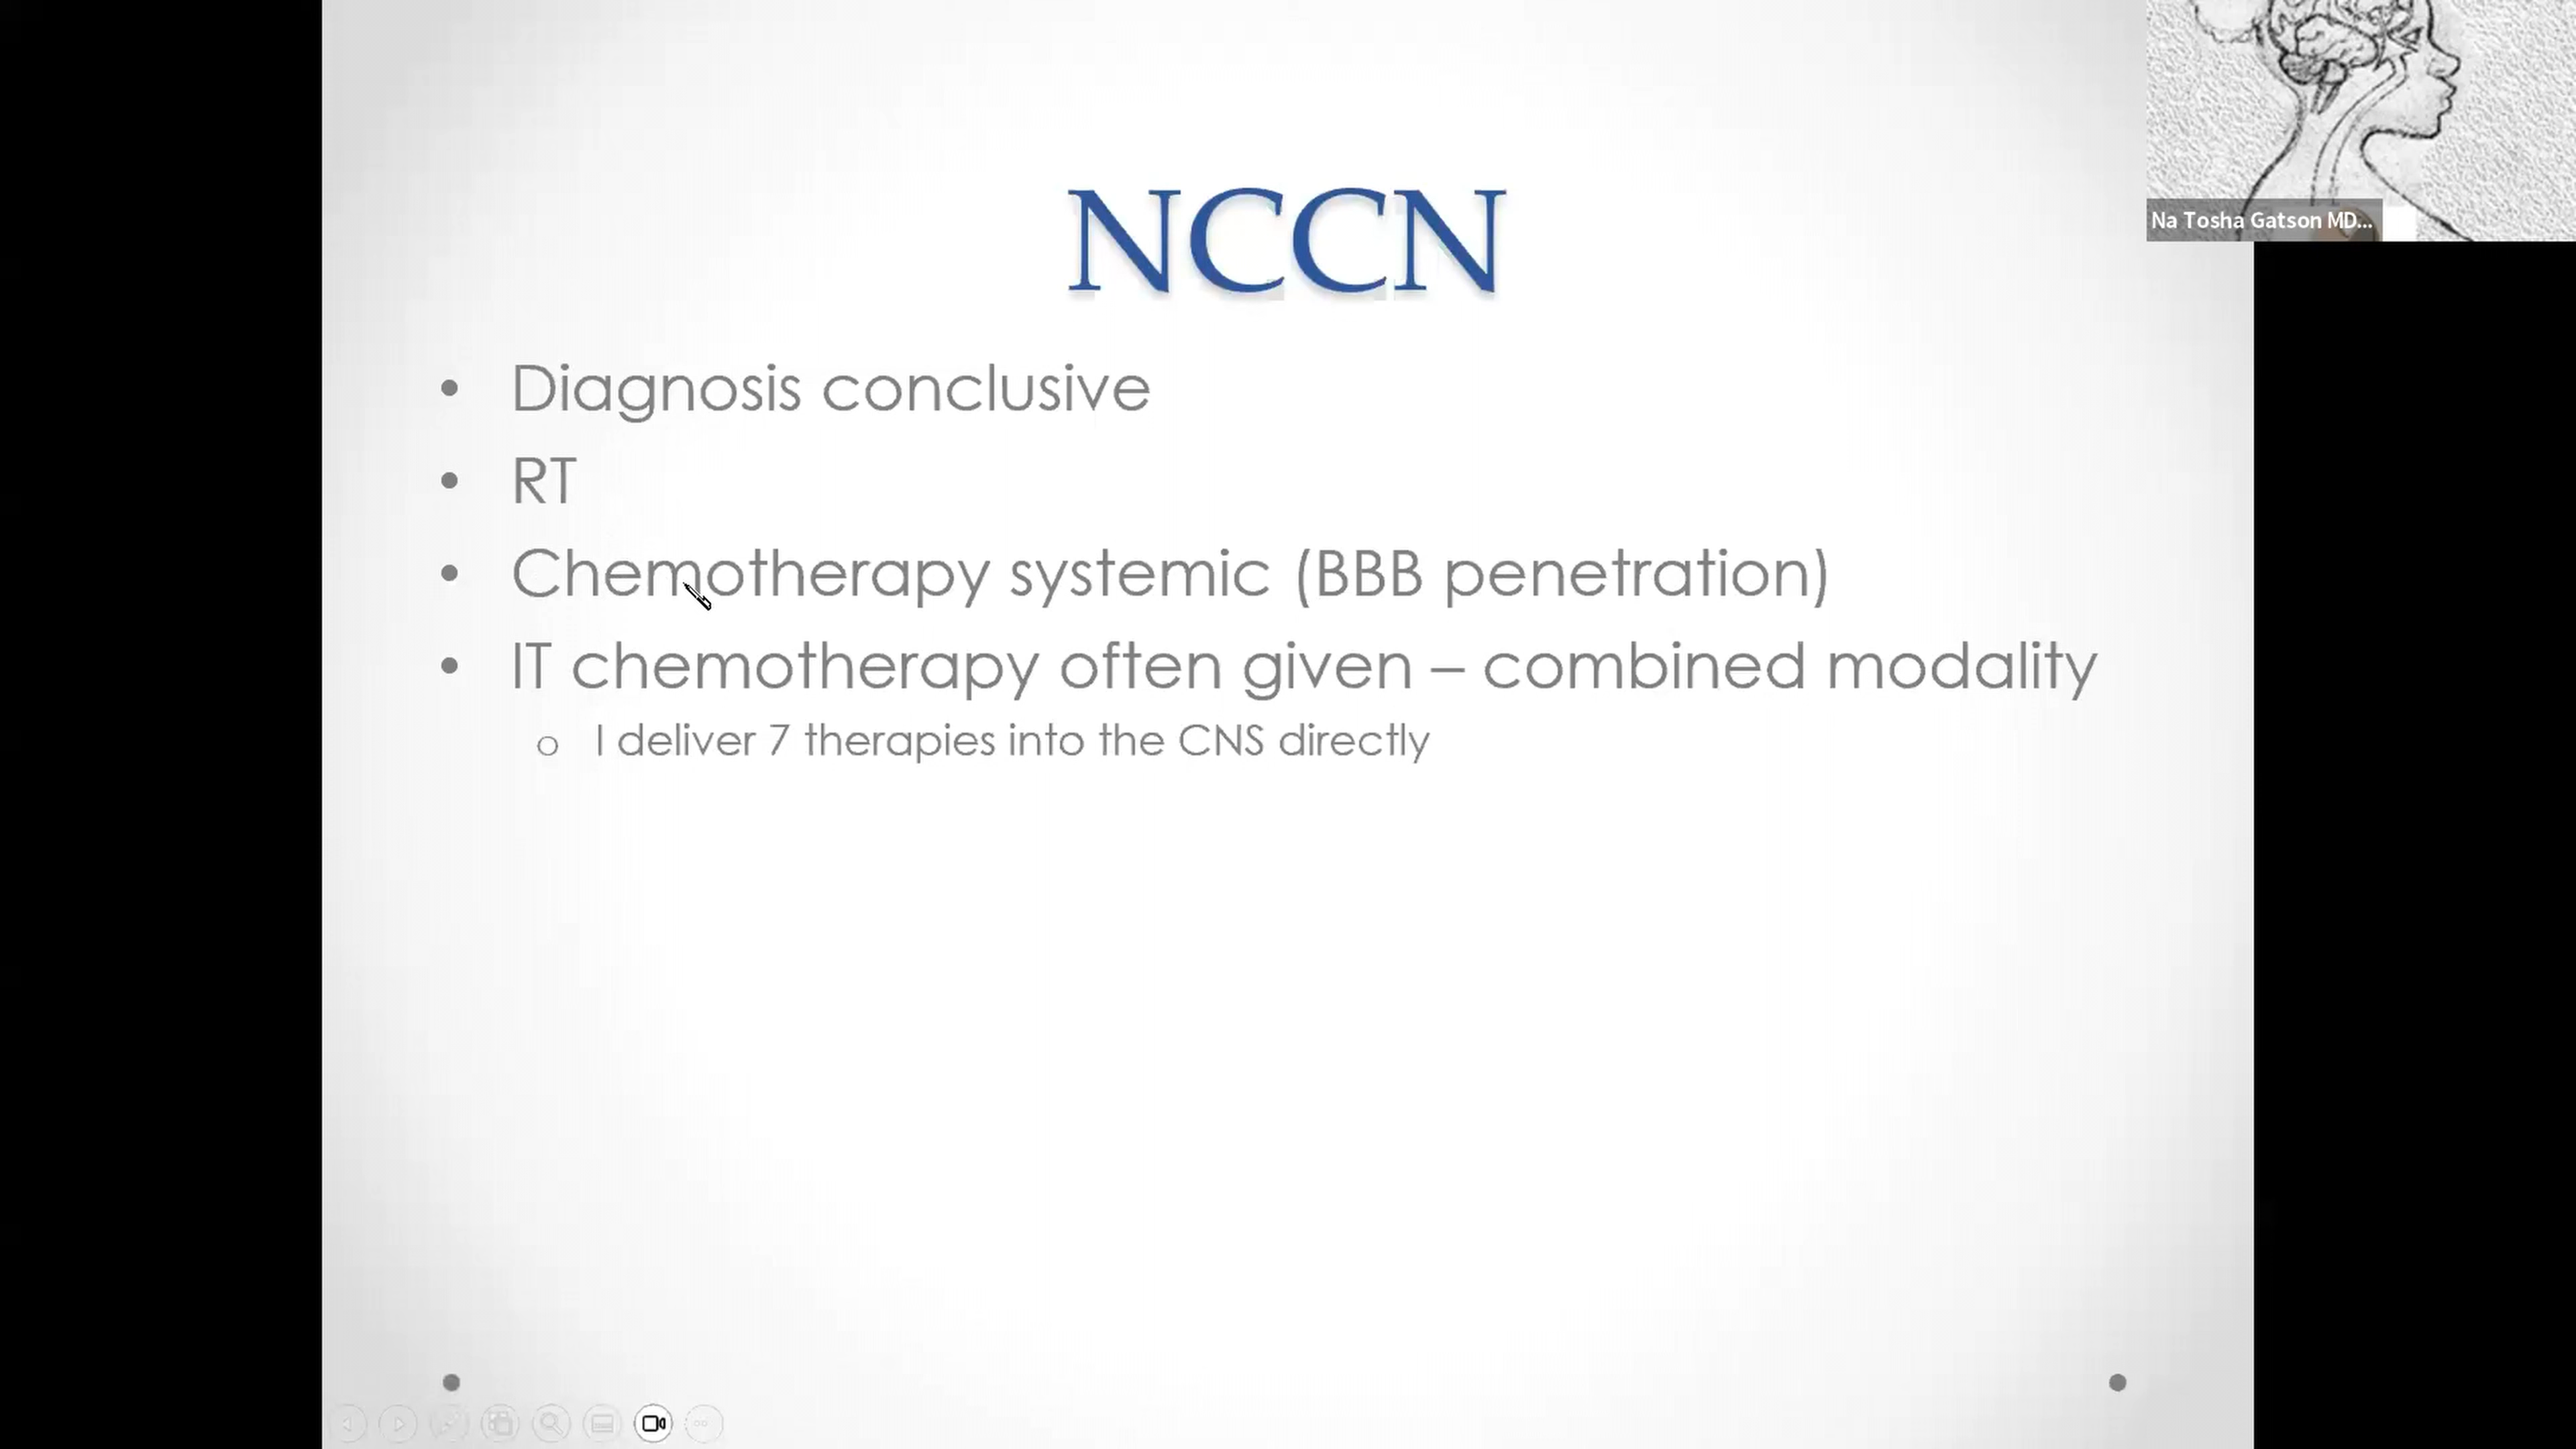 NCCN
Na Tosha Gatson MD...
• Diagnosis conclusive
• RT
• Chemotherapy systemic (BBB penetration)
• IT chemotherapy often given – combined modality
o I deliver 7 therapies into the CNS directly